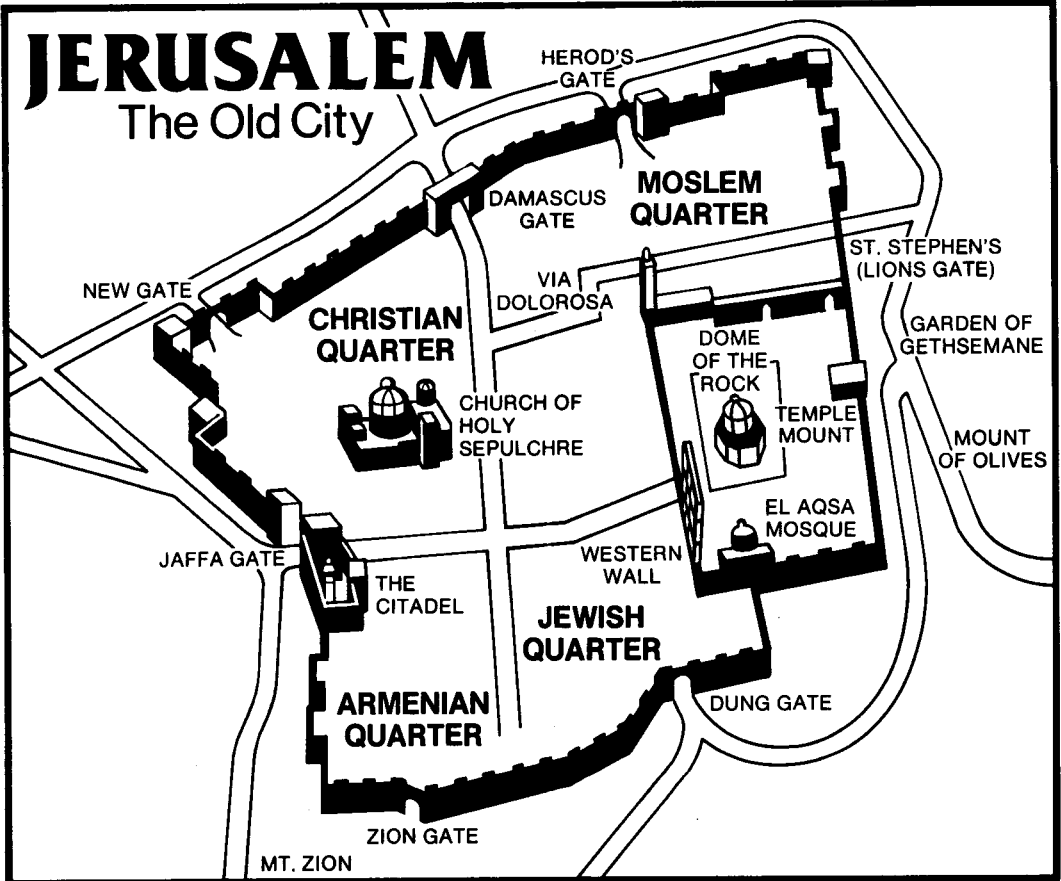 JERUSALEM
The Old City
HEROD'S
GATE
MOSLEM
QUARTER
DAMASCUS
GATE
ST. STEPHEN'S
(LIONS GATE)
VIA
DOLOROSA
NEW GATE
CHRISTIAN
QUARTER
GARDEN OF
GETHSEMANE
DOME
OF THE
ROCK
CHURCH OF
HOLY
SEPULCHRE
TEMPLE
MOUNT
MOUNT
OF OLIVES
EL AQSA
MOSQUE
JAFFA GATE
WESTERN
WALL
THE
CITADEL
JEWISH
QUARTER
ARMENIAN
QUARTER
DUNG GATE
ZION GATE
MT. ZION